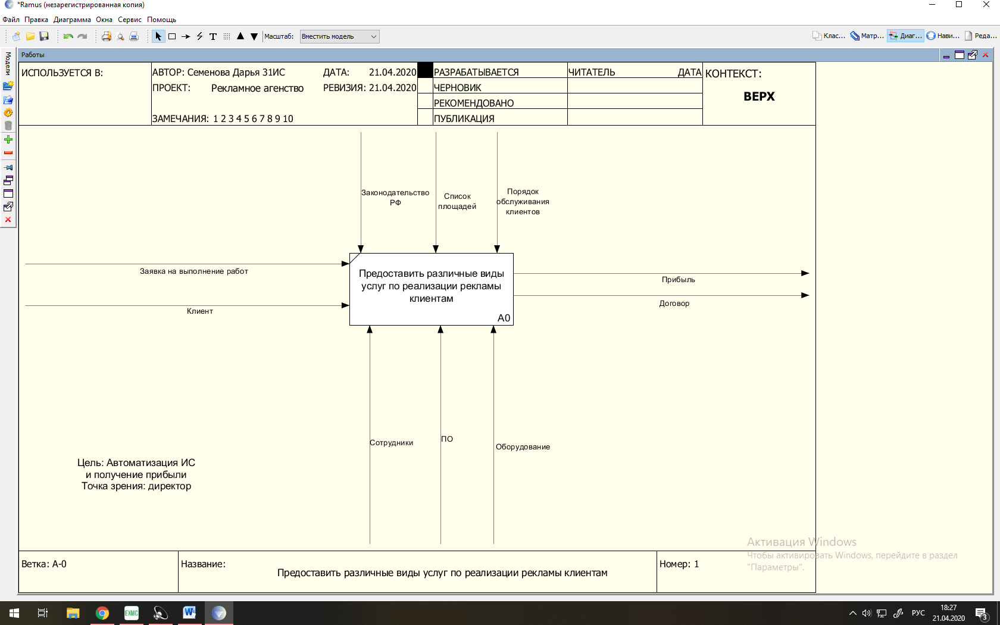 *Ramus (незарегистрированная копия)
Файл Правка Диаграмма Окна Сервис Помощь
T Масштаб: Вместить модель Клас... Матр... Диаг... Нави... Реда...
Модели
Работы
ИСПОЛЬЗУЕТСЯ В:
АВТОР: Семенова Дарья 31ИС
ДАТА: 21.04.2020
ПРОЕКТ: Рекламное агенство
РЕВИЗИЯ: 21.04.2020
ЗАМЕЧАНИЯ: 1 2 3 4 5 6 7 8 9 10
РАЗРАБАТЫВАЕТСЯ
ЧЕРНОВИК
РЕКОМЕНДОВАНО
ПУБЛИКАЦИЯ
ЧИТАТЕЛЬ ДАТА
КОНТЕКСТ:
ВЕРХ
Законодательство
РФ
Список
площадей
Порядок
обслуживания
клиентов
Заявка на выполнение работ
Клиент
Предоставить различные виды
услуг по реализации рекламы
клиентам
A0
Прибыль
Договор
Сотрудники
ПО
Оборудование
Цель: Автоматизация ИС
и получение прибыли
Точка зрения: директор
Активация Windows
Чтобы активировать Windows, перейдите в раздел
"Параметры".
Ветка: A-0
Название:
Предоставить различные виды услуг по реализации рекламы клиентам
Номер: 1
EXMC
W
РУС
18:27
21.04.2020
3